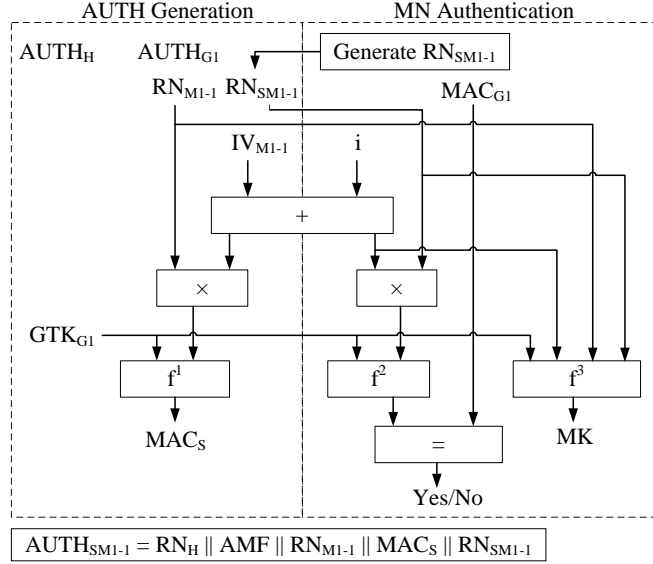 AUTH Generation MN Authentication
AUTH_H AUTH_G1 Generate RN_SM1-1
RN_M1-1 RN_SM1-1 MAC_G1
IV_M1-1 i
+
× ×
GTK_G1
f^1 f^2 f^3
MAC_S MK
=
Yes/No
AUTH_SM1-1 = RN_H || AMF || RN_M1-1 || MAC_S || RN_SM1-1